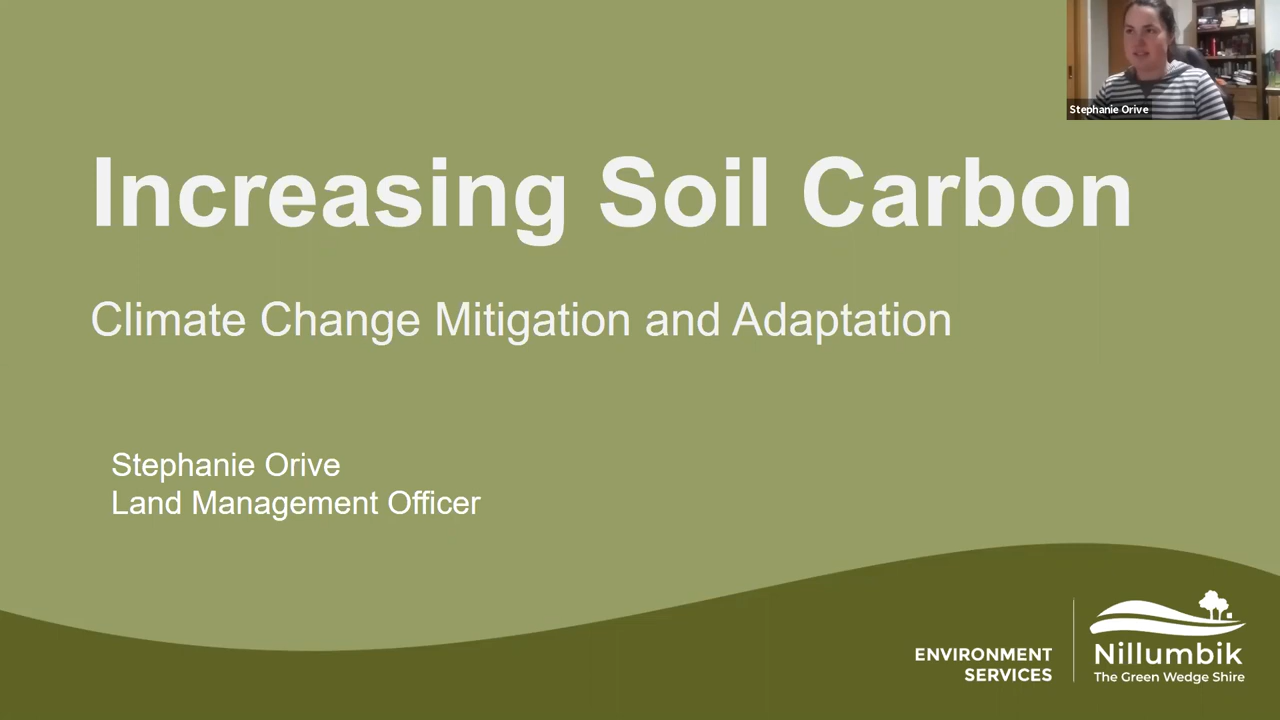 Stephanie Orive
Increasing Soil Carbon
Climate Change Mitigation and Adaptation
Stephanie Orive
Land Management Officer
ENVIRONMENT
SERVICES
Nillumbik
The Green Wedge Shire